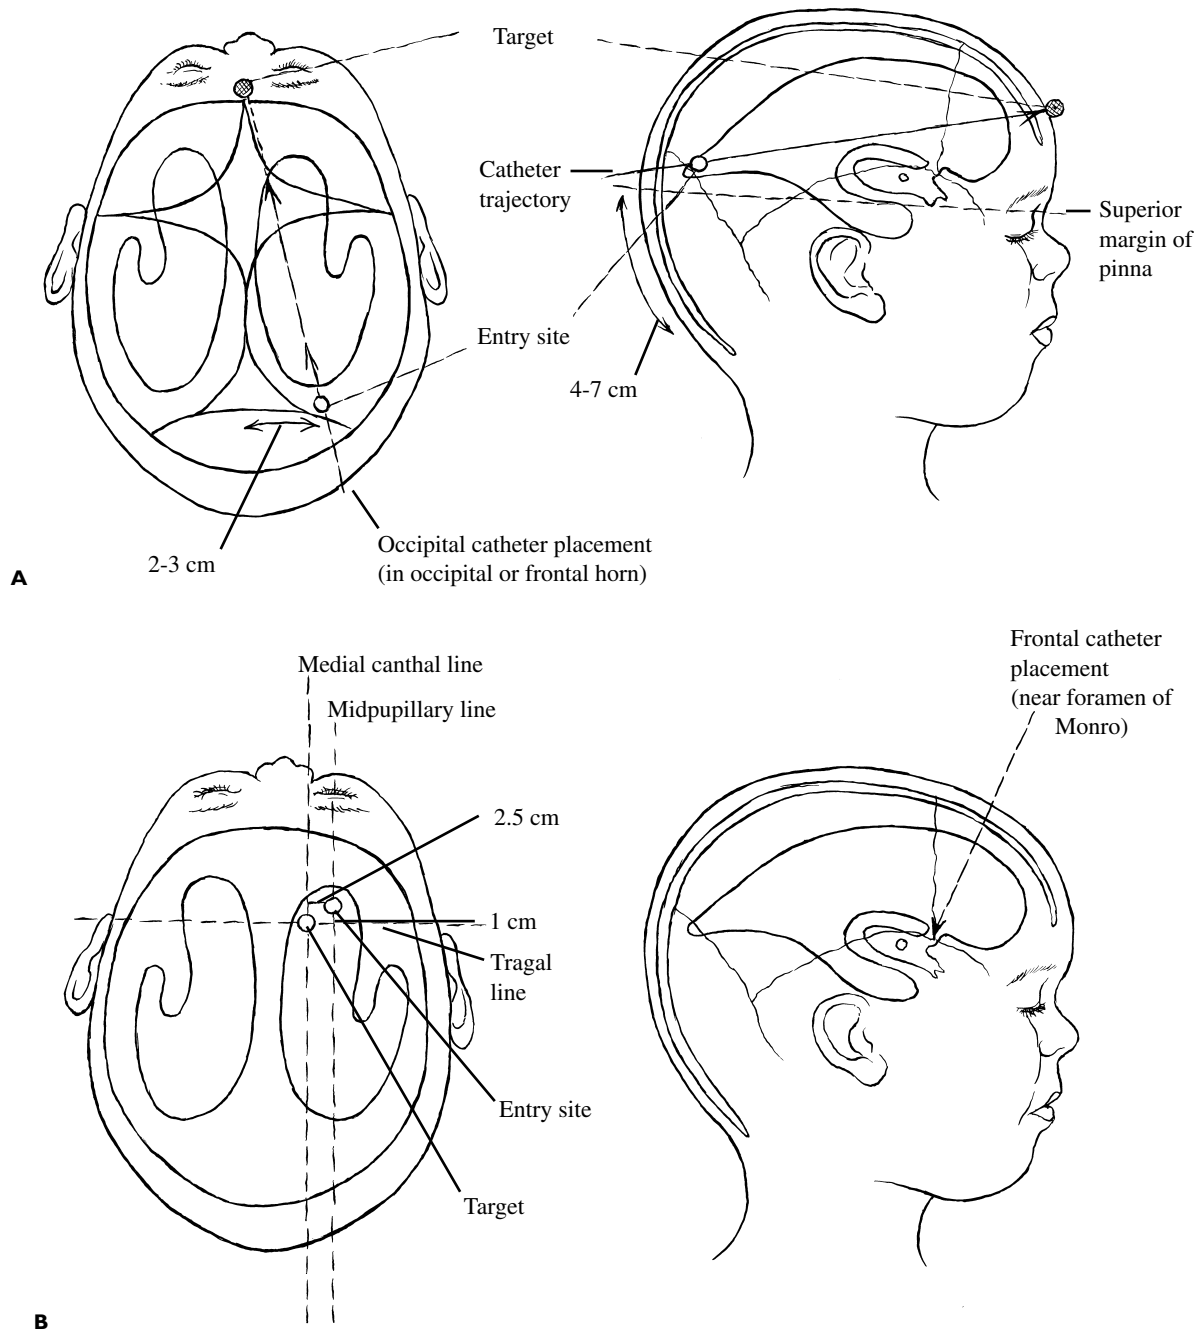 Target
Catheter
trajectory
Superior
margin of
pinna
Entry site
4-7 cm
2-3 cm
Occipital catheter placement
(in occipital or frontal horn)
A
Medial canthal line
Midpupillary line
Frontal catheter
placement
(near foramen of
Monro)
2.5 cm
1 cm
Tragal
line
Entry site
Target
B